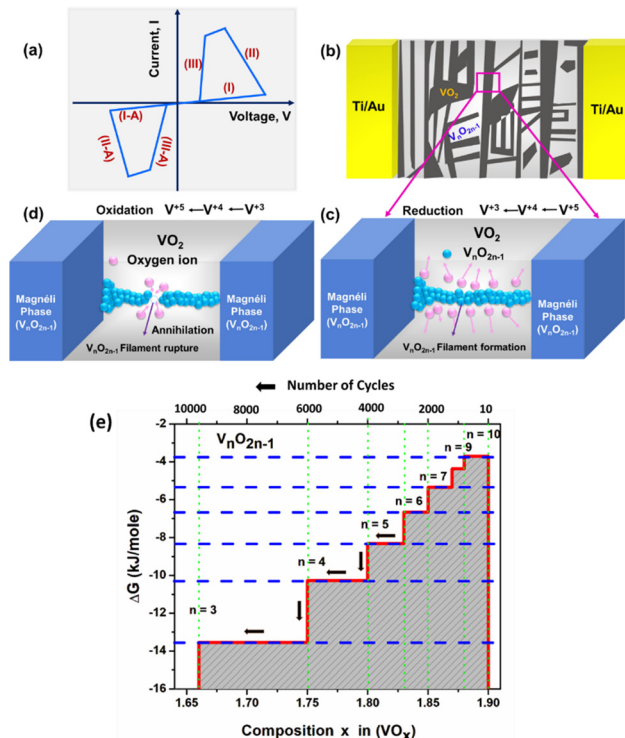 (a)
Current, I
(III)
(II)
(I)
Voltage, V
(I-A)
(II-A)
(III-A)
(b)
Ti/Au
VO2
VnO2n-1
Ti/Au
(d)
Oxidation V+5 ← V+4 ← V+3
VO2
Oxygen ion
Magnéli
Phase
(VnO2n-1)
Annihilation
VnO2n-1 Filament rupture
Magnéli
Phase
(VnO2n-1)
(c)
Reduction V+3 ← V+4 ← V+5
VO2
VnO2n-1
Magnéli
Phase
(VnO2n-1)
VnO2n-1 Filament formation
Magnéli
Phase
(VnO2n-1)
(e)
Number of Cycles
10000 8000 6000 4000 2000 10
VnO2n-1
n = 10
n = 9
n = 7
n = 6
n = 5
n = 4
n = 3
ΔG (kJ/mole)
-2
-4
-6
-8
-10
-12
-14
-16
1.65 1.70 1.75 1.80 1.85 1.90
Composition x in (VOx)